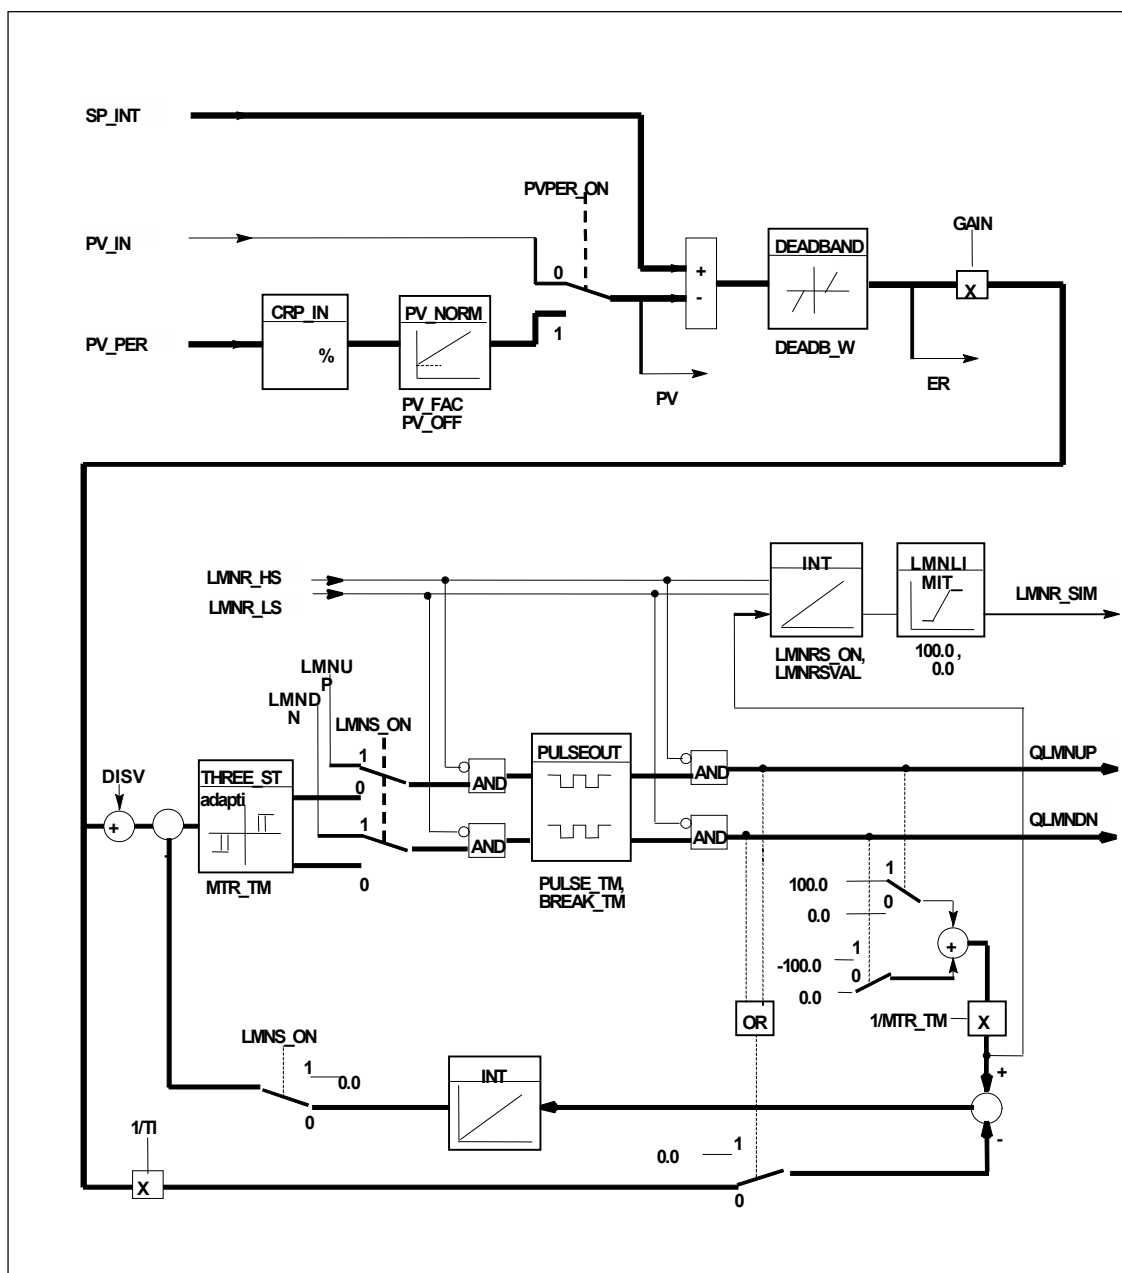 SP_INT
PVPER_ON
PV_IN
GAIN
DEADBAND
0
+
-
X
CRP_IN
PV_NORM
1
%
PV_PER
DEADB_W
PV_FAC
PV_OFF
PV
ER
LMNR_HS
LMNR_LS
INT
LMNLI
MIT_
LMNR_SIM
LMNRS_ON,
LMNRSVAL
100.0 ,
0.0
LMNU
P
LMND
N
LMNS_ON
1
0
1
0
AND
AND
PULSEOUT
AND
AND
QLMNUP
QLMNDN
DISV
+
-
THREE_ST
adapti
MTR_TM
PULSE_TM,
BREAK_TM
100.0
1
0
0.0
+
-100.0
1
0
0.0
OR
1/MTR_TM
X
LMNS_ON
1
0.0
0
INT
+
-
1/TI
X
0.0
1
0